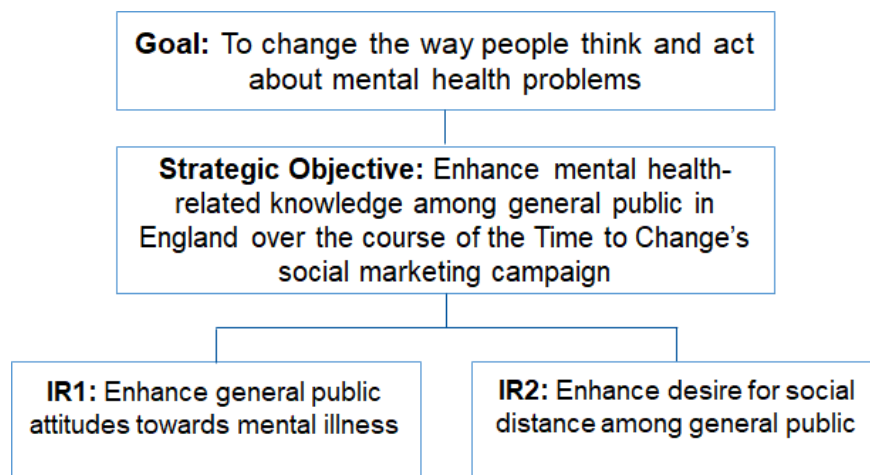 Goal: To change the way people think and act
about mental health problems
Strategic Objective: Enhance mental health-
related knowledge among general public in
England over the course of the Time to Change's
social marketing campaign
IR1: Enhance general public
attitudes towards mental illness
IR2: Enhance desire for social
distance among general public